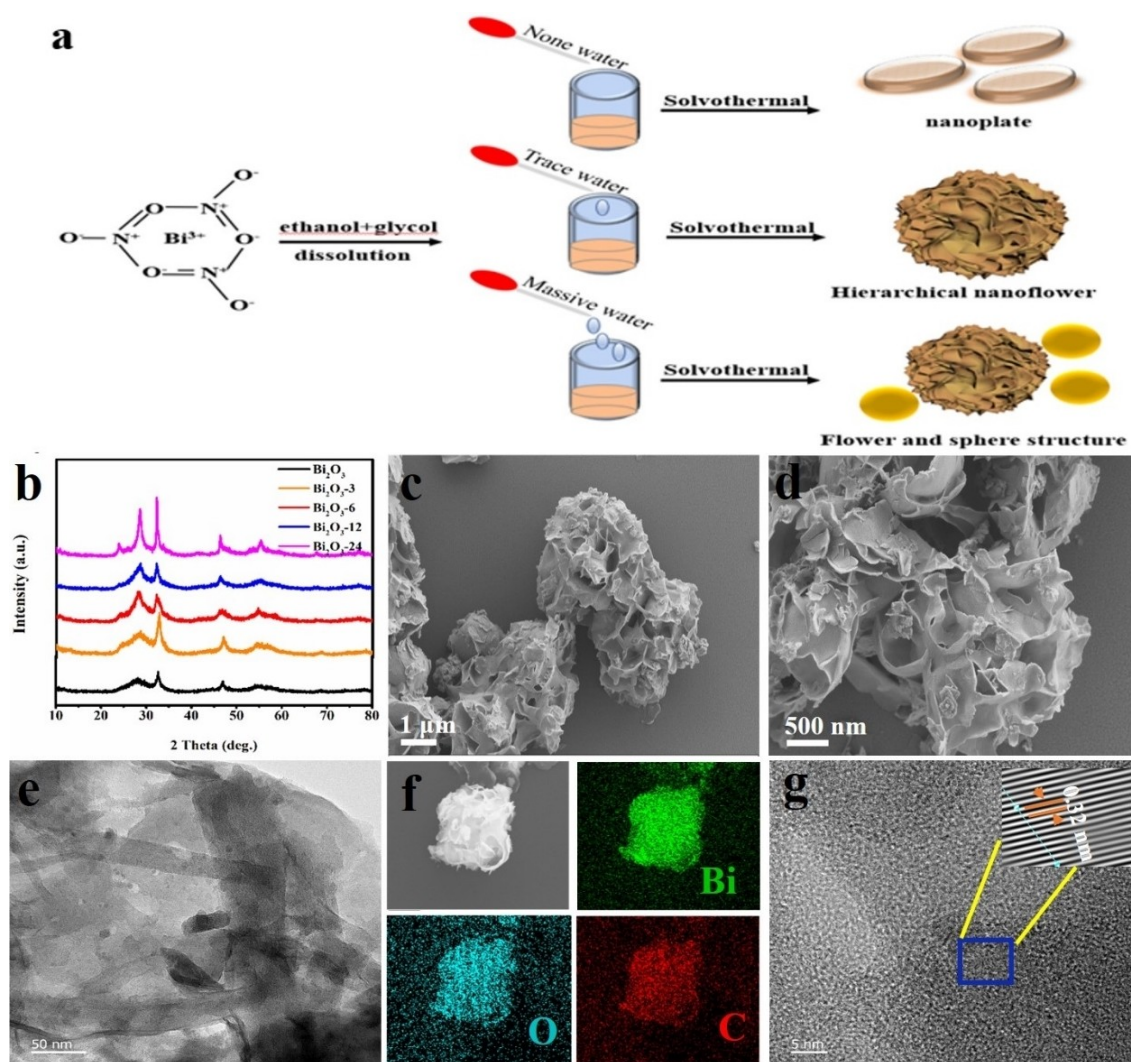 a
None water
Solvothermal
nanoplate
Trace water
Solvothermal
Hierarchical nanoflower
Massive water
Solvothermal
Flower and sphere structure
O⁻
O N⁺
O⁻ N⁺ Bi³⁺ O⁻
O⁻ N⁺
O⁻
ethanol+glycol
dissolution
b
Bi₂O₃
Bi₂O₃-3
Bi₂O₃-6
Bi₂O₃-12
Bi₂O₃-24
Intensity (a.u.)
10 20 30 40 50 60 70 80
2 Theta (deg.)
c
1 μm
d
500 nm
e
50 nm
f
Bi
O
C
g
0.32 nm
5 nm